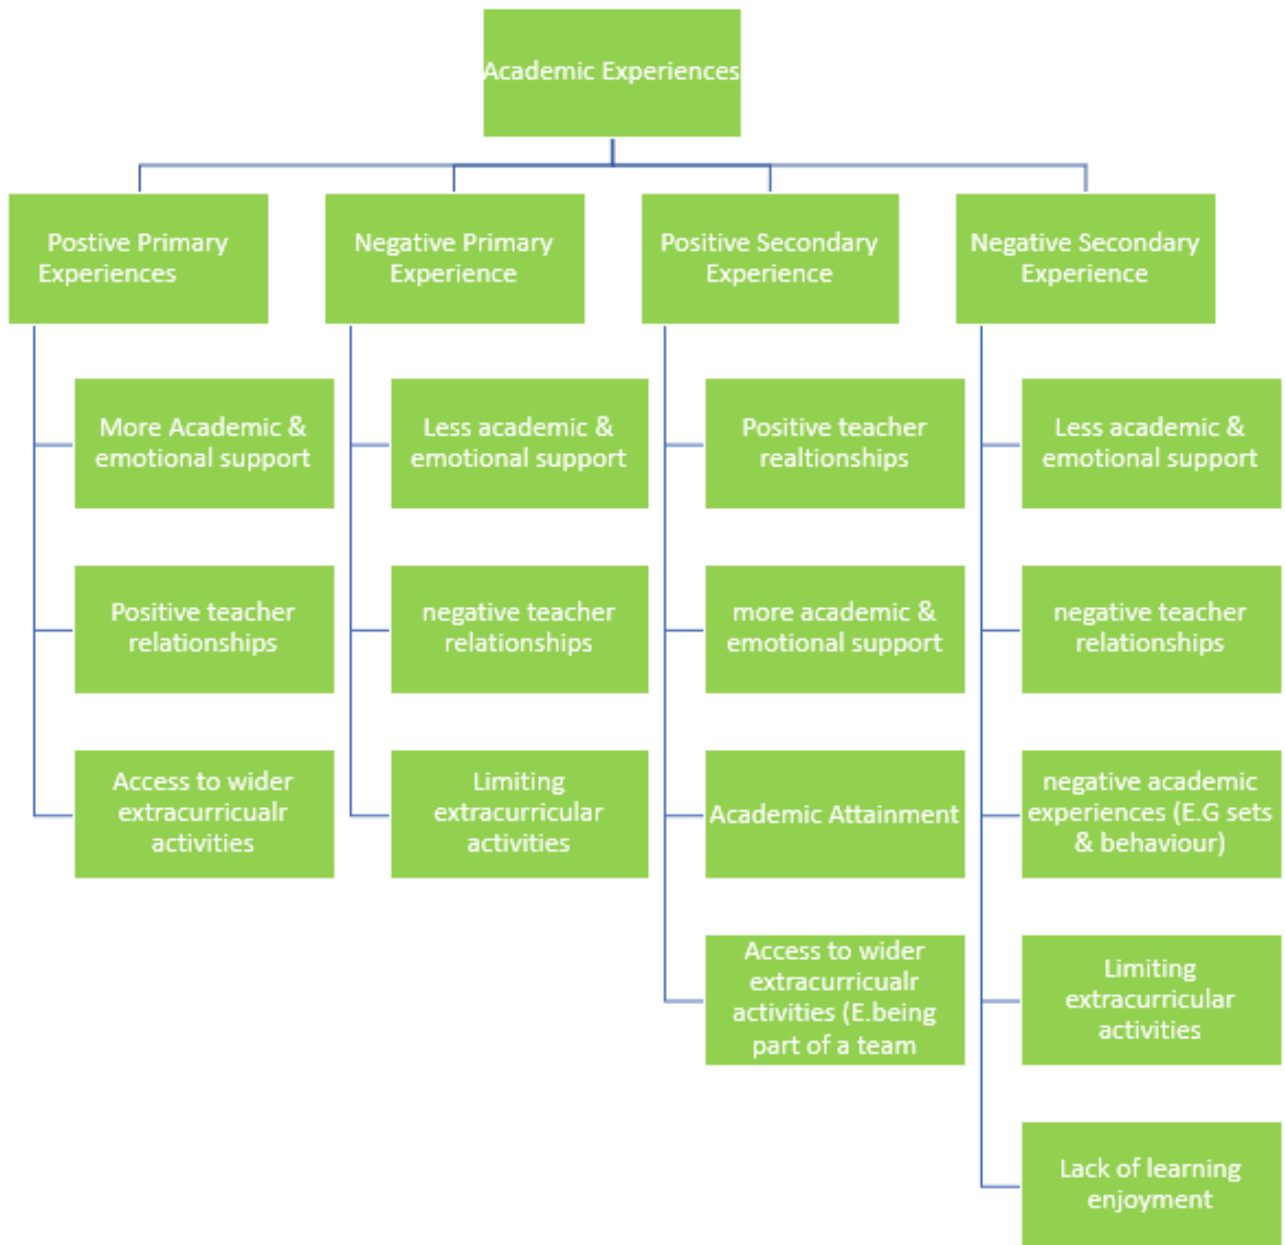 Academic Experiences
Postive Primary
Experiences
Negative Primary
Experience
Positive Secondary
Experience
Negative Secondary
Experience
More Academic &
emotional support
Less academic &
emotional support
Positive teacher
realtionships
Less academic &
emotional support
Positive teacher
relationships
negative teacher
relationships
more academic &
emotional support
negative teacher
relationships
Access to wider
extracurricualr
activities
Limiting
extracurricular
activities
Academic Attainment
negative academic
experiences (E.G sets
& behaviour)
Access to wider
extracurricualr
activities (E.being
part of a team
Limiting
extracurricular
activities
Lack of learning
enjoyment